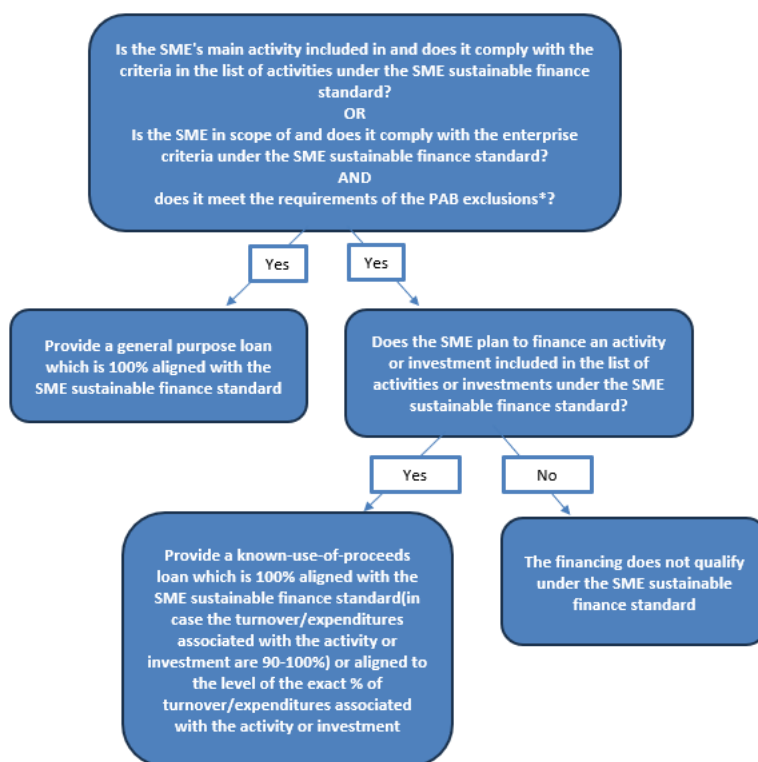 Is the SME's main activity included in and does it comply with the
criteria in the list of activities under the SME sustainable finance
standard?
OR
Is the SME in scope of and does it comply with the enterprise
criteria under the SME sustainable finance standard?
AND
does it meet the requirements of the PAB exclusions*?
Yes
Yes
Provide a general purpose loan
which is 100% aligned with the
SME sustainable finance standard
Does the SME plan to finance an activity
or investment included in the list of
activities or investments under the SME
sustainable finance standard?
Yes
No
Provide a known-use-of-proceeds
loan which is 100% aligned with the
SME sustainable finance standard(in
case the turnover/expenditures
associated with the activity or
investment are 90-100%) or aligned to
the level of the exact % of
turnover/expenditures associated
with the activity or investment
The financing does not qualify
under the SME sustainable
finance standard